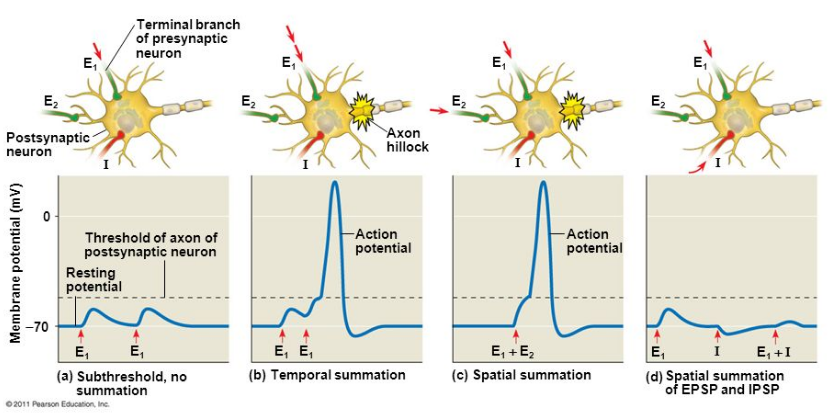 Terminal branch
of presynaptic
neuron
E1
E2
Postsynaptic
neuron
I
E1
E2
Axon
hillock
I
E1
E2
I
E1
E2
I
Membrane potential (mV)
0
–70
Threshold of axon of
postsynaptic neuron
Resting
potential
E1
E1
Action
potential
E1
E1
Action
potential
E1 + E2
E1
I
E1 + I
(a) Subthreshold, no
summation
(b) Temporal summation
(c) Spatial summation
(d) Spatial summation
of EPSP and IPSP
© 2011 Pearson Education, Inc.